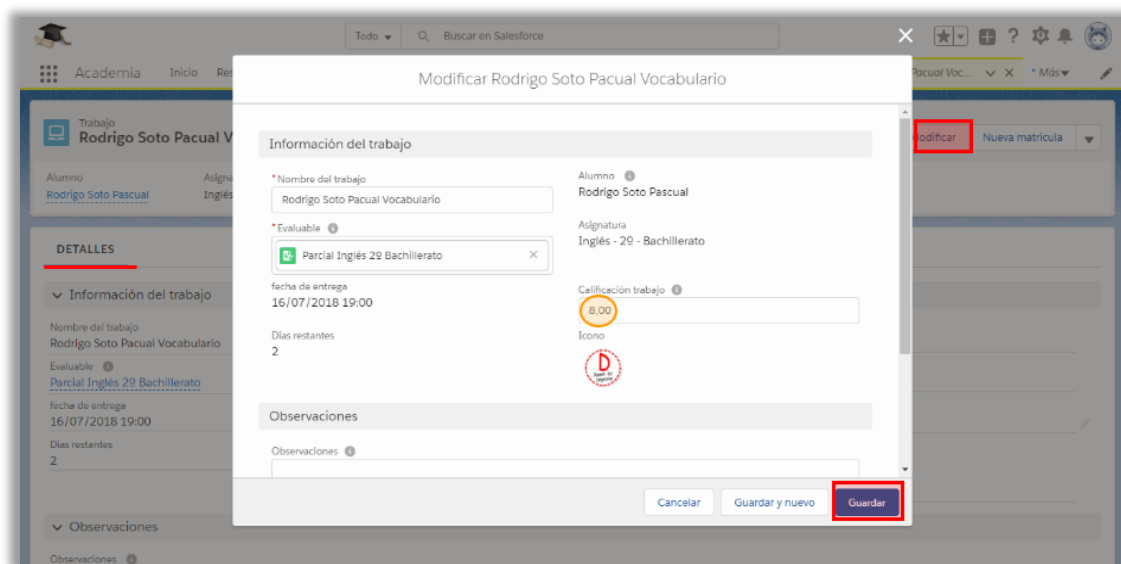 Todo
Buscar en Salesforce
Academia
Inicio
Res
Pacual Voc...
* Más
Trabajo
Rodrigo Soto Pacual V
Modificar
Nueva matrícula
Alumno
Rodrigo Soto Pascual
Asigna
Inglés
DETALLES
Información del trabajo
Nombre del trabajo
Rodrigo Soto Pacual Vocabulario
Evaluable
Parcial Inglés 2º Bachillerato
fecha de entrega
16/07/2018 19:00
Días restantes
2
Observaciones
Observaciones
Modificar Rodrigo Soto Pacual Vocabulario
Información del trabajo
* Nombre del trabajo
Rodrigo Soto Pacual Vocabulario
Alumno
Rodrigo Soto Pascual
* Evaluable
Parcial Inglés 2º Bachillerato
Asignatura
Inglés - 2º - Bachillerato
fecha de entrega
16/07/2018 19:00
Calificación trabajo
8,00
Días restantes
2
Icono
D
Observaciones
Observaciones
Cancelar
Guardar y nuevo
Guardar